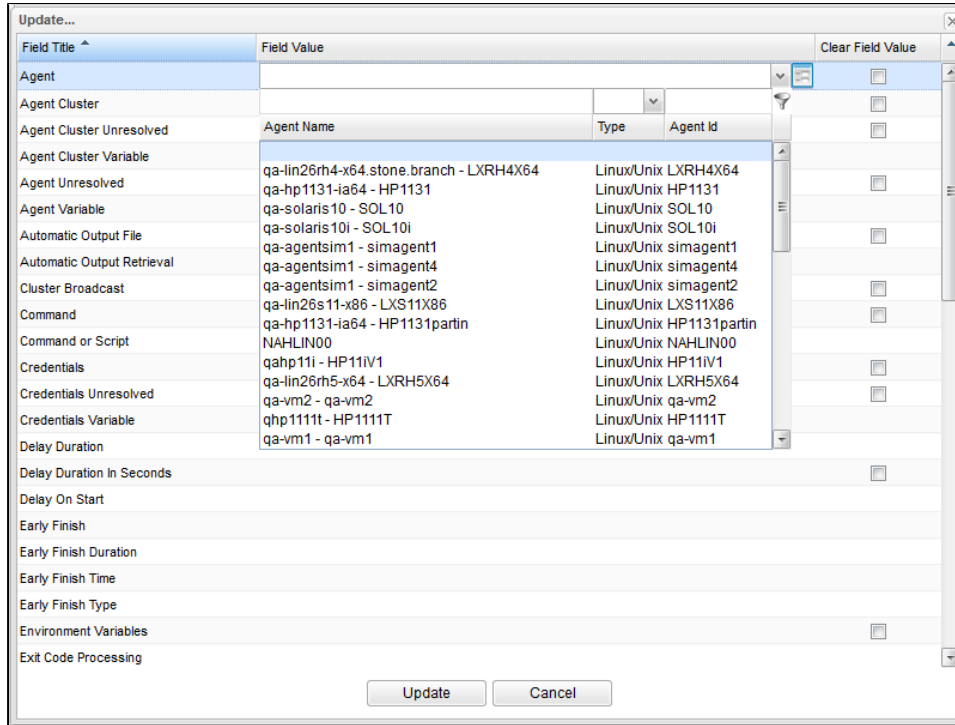 Update...
Field Title Field Value Clear Field Value
Agent
Agent Cluster
Agent Cluster Unresolved Agent Name Type Agent Id
Agent Cluster Variable
qa-lin26rh4-x64.stone.branch - LXRH4X64 Linux/Unix LXRH4X64
Agent Unresolved qa-hp1131-ia64 - HP1131 Linux/Unix HP1131
Agent Variable qa-solaris10 - SOL10 Linux/Unix SOL10
qa-solaris10i - SOL10i Linux/Unix SOL10i
Automatic Output File qa-agentsim1 - simagent1 Linux/Unix simagent1
Automatic Output Retrieval qa-agentsim1 - simagent4 Linux/Unix simagent4
Cluster Broadcast qa-agentsim1 - simagent2 Linux/Unix simagent2
qa-lin26s11-x86 - LXS11X86 Linux/Unix LXS11X86
Command qa-hp1131-ia64 - HP1131partin Linux/Unix HP1131partin
Command or Script NAHLIN00 Linux/Unix NAHLIN00
qahp11i - HP11iV1 Linux/Unix HP11iV1
Credentials qa-lin26rh5-x64 - LXRH5X64 Linux/Unix LXRH5X64
Credentials Unresolved qa-vm2 - qa-vm2 Linux/Unix qa-vm2
Credentials Variable qhp1111t - HP1111T Linux/Unix HP1111T
Delay Duration qa-vm1 - qa-vm1 Linux/Unix qa-vm1
Delay Duration In Seconds
Delay On Start
Early Finish
Early Finish Duration
Early Finish Time
Early Finish Type
Environment Variables
Exit Code Processing
Update Cancel